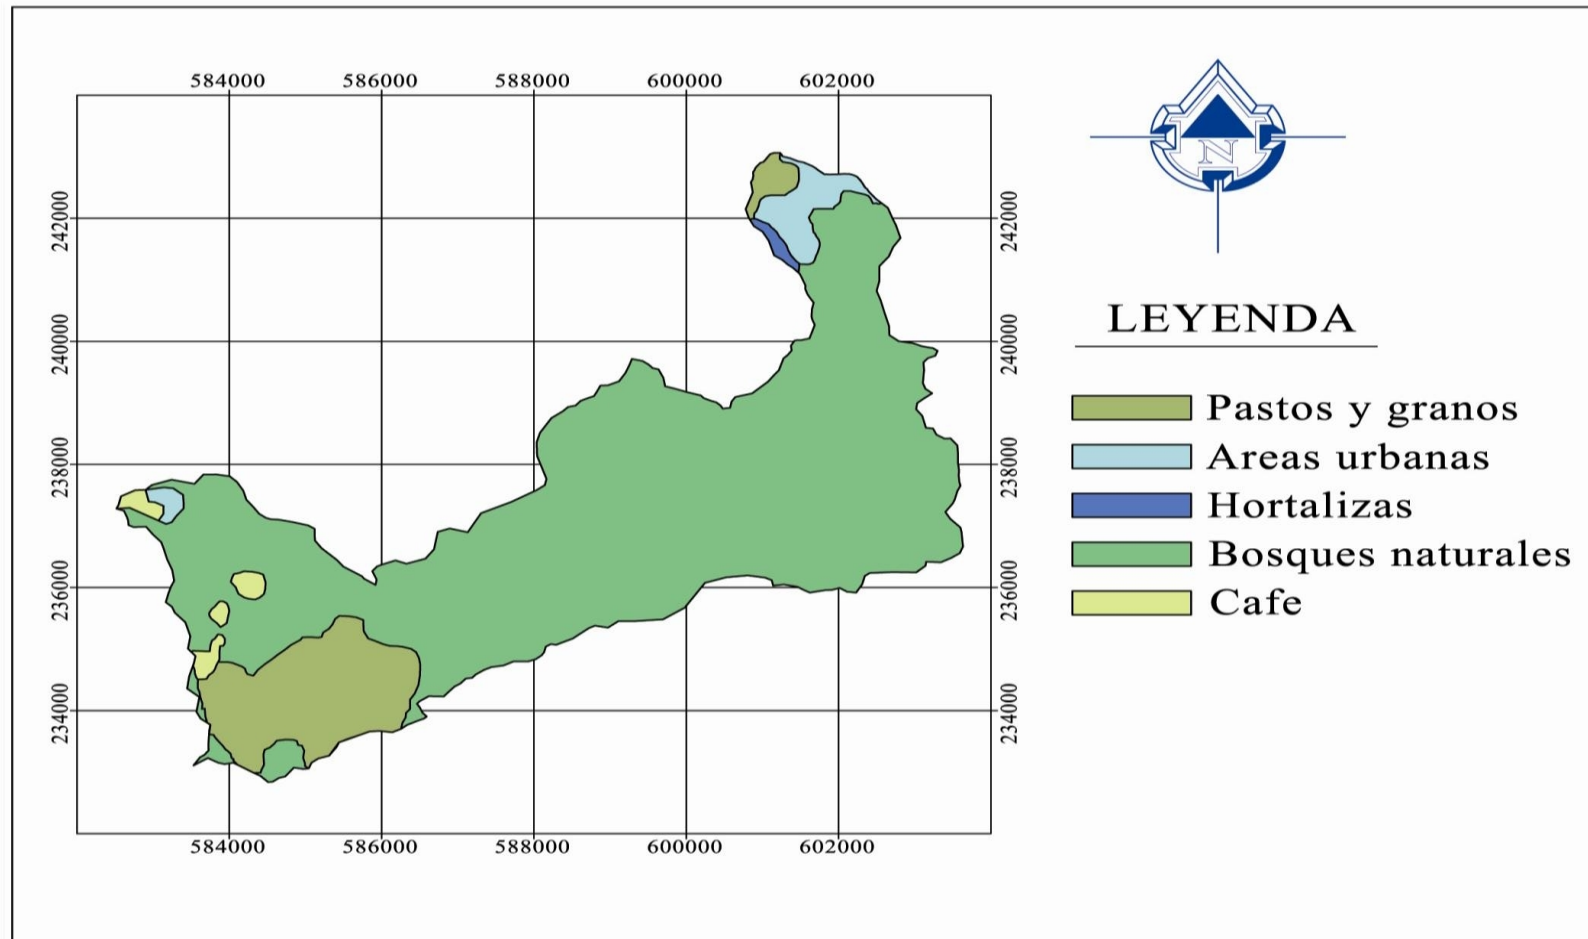 584000 586000 588000 600000 602000
N
242000 242000
LEYENDA
240000 240000
Pastos y granos
238000 Areas urbanas 238000
Hortalizas
Bosques naturales
236000 236000
Cafe
234000 234000
584000 586000 588000 600000 602000